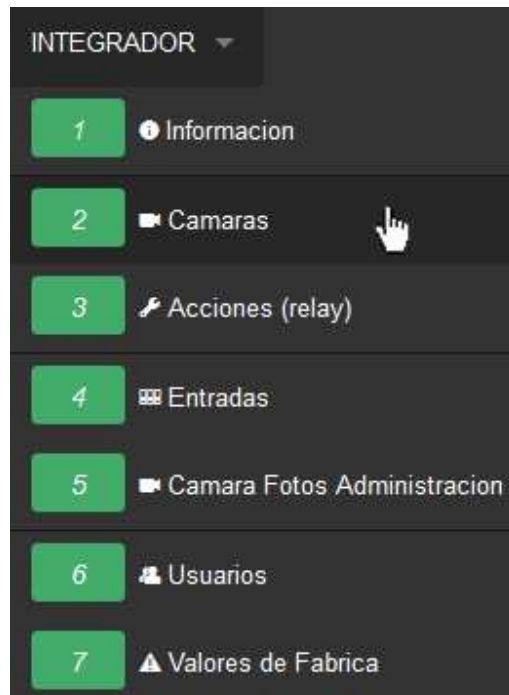 INTEGRADOR
1 Informacion
2 Camaras
3 Acciones (relay)
4 Entradas
5 Camara Fotos Administracion
6 Usuarios
7 Valores de Fabrica